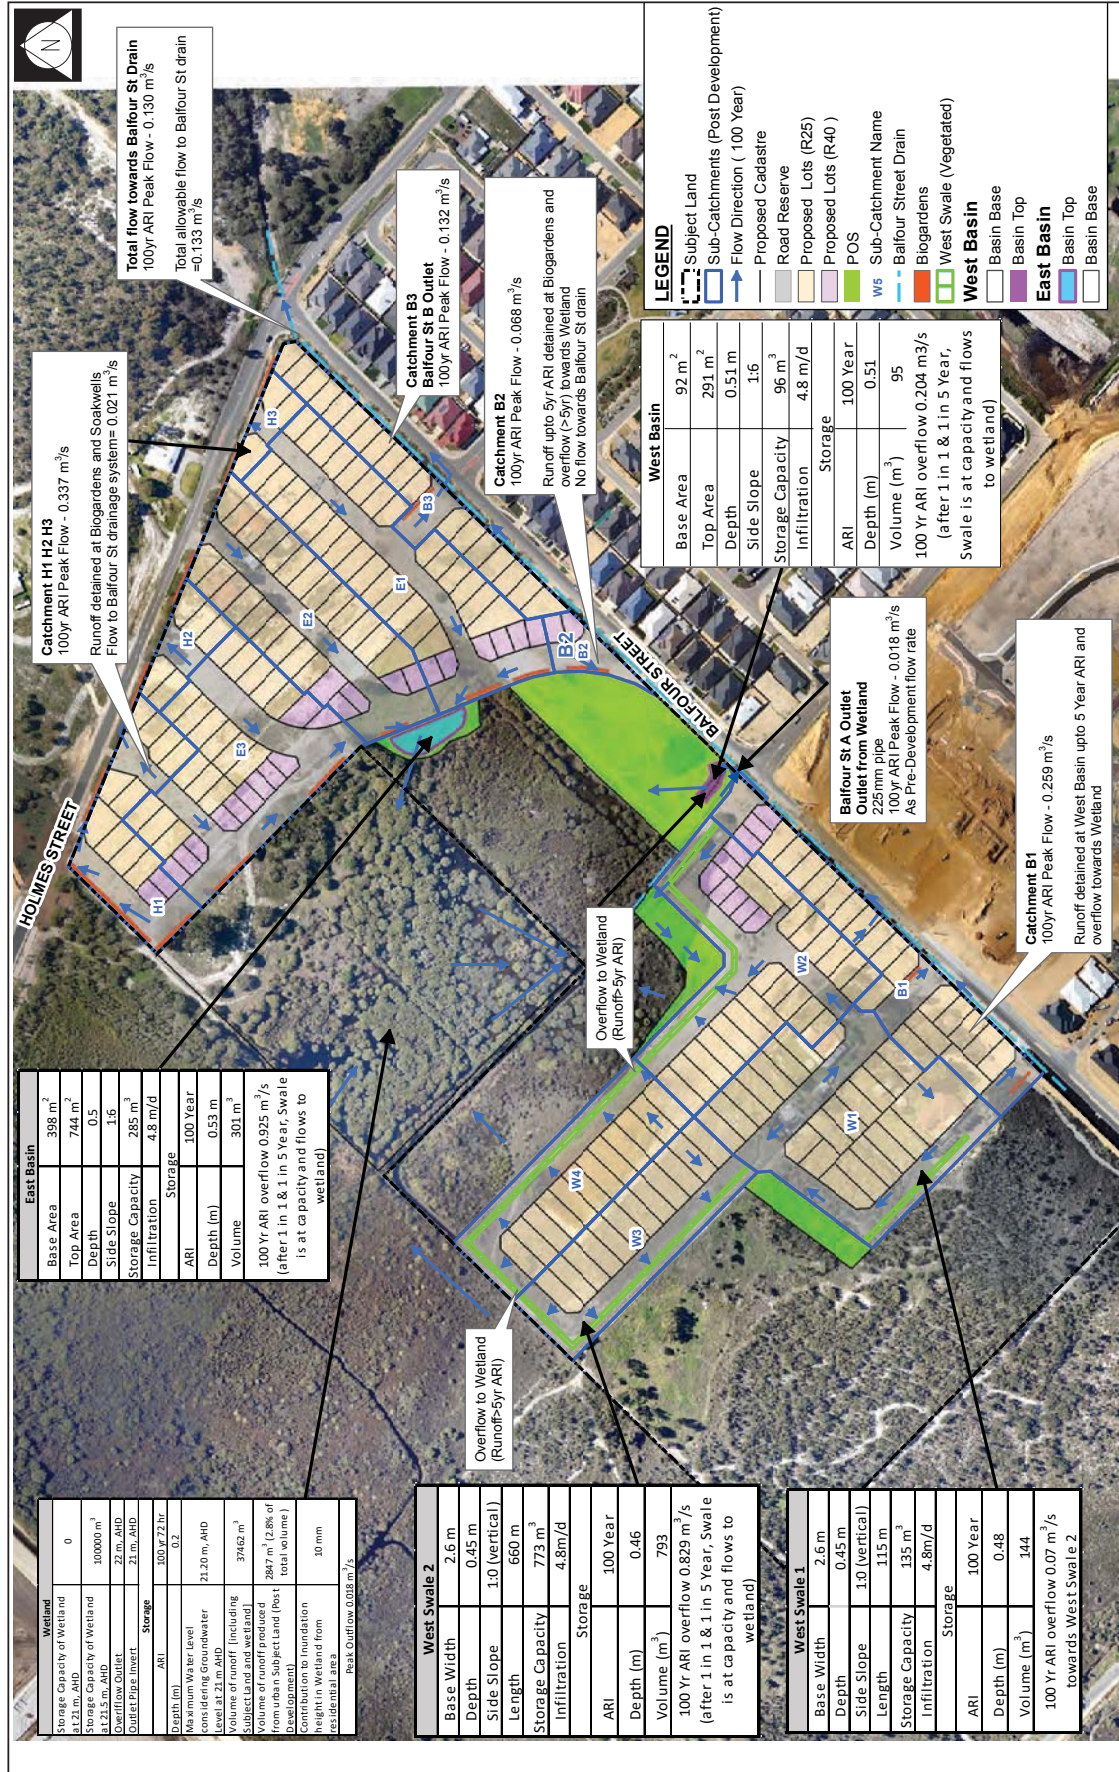 N
Total flow towards Balfour St Drain
100yr ARI Peak Flow - 0.130 m³/s
Total allowable flow to Balfour St drain
=0.133 m³/s
Catchment H1 H2 H3
100yr ARI Peak Flow - 0.337 m³/s
Runoff detained at Biogardens and Soakwells
Flow to Balfour St drainage system= 0.021 m³/s
Catchment B3
Balfour St B Outlet
100yr ARI Peak Flow - 0.132 m³/s
Catchment B2
100yr ARI Peak Flow - 0.068 m³/s
Runoff upto 5yr ARI detained at Biogardens and
overflow (>5yr) towards Wetland
No flow towards Balfour St drain
HOLMES STREET
BALFOUR STREET
H1
H2
H3
E1
E2
E3
B3
B2
B2
B1
W1
W2
W3
W4
LEGEND
Subject Land
Sub-Catchments (Post Development)
Flow Direction ( 100 Year)
Proposed Cadastre
Road Reserve
Proposed Lots (R25)
Proposed Lots (R40 )
POS
W5 Sub-Catchment Name
Balfour Street Drain
Biogardens
West Swale (Vegetated)
West Basin
Basin Base
Basin Top
East Basin
Basin Top
Basin Base
West Basin
Base Area 92 m²
Top Area 291 m²
Depth 0.51 m
Side Slope 1:6
Storage Capacity 96 m³
Infiltration 4.8 m/d
Storage
ARI 100 Year
Depth (m) 0.51
Volume (m³) 95
100 Yr ARI overflow 0.204 m3/s
(after 1 in 1 & 1 in 5 Year,
Swale is at capacity and flows
to wetland)
Balfour St A Outlet
Outlet from Wetland
225mm pipe
100yr ARI Peak Flow - 0.018 m³/s
As Pre-Development flow rate
Catchment B1
100yr ARI Peak Flow - 0.259 m³/s
Runoff detained at West Basin upto 5 Year ARI and
overflow towards Wetland
Overflow to Wetland
(Runoff>5yr ARI)
Overflow to Wetland
(Runoff>5yr ARI)
East Basin
Base Area 398 m²
Top Area 744 m²
Depth 0.5
Side Slope 1:6
Storage Capacity 285 m³
Infiltration 4.8 m/d
Storage
ARI 100 Year
Depth (m) 0.53 m
Volume 301 m³
100 Yr ARI overflow 0.925 m³/s
(after 1 in 1 & 1 in 5 Year, Swale
is at capacity and flows to
wetland)
Wetland
Storage Capacity of Wetland
at 21 m, AHD 0
Storage Capacity of Wetland
at 21.5 m, AHD 100000 m³
Overiflow Outlet 22 m, AHD
Outlet Pipe Invert 21 m, AHD
Storage
ARI 100 yr 72 hr
Depth (m) 0.2
Maximum Water Level
considering Groundwater
Level at 21 m AHD 21.20 m, AHD
Volume of runoff [including
Subject Land and wetland] 37462 m³
Volume of runoff produced
from urban Subject Land (Post
Development) 2847 m³ (2.8% of
total volume )
Contribution to Inundation
height in Wetland from
residential area 10 mm
Peak Outflow 0.018 m³/s
West Swale 2
Base Width 2.6 m
Depth 0.45 m
Side Slope 1:0 (vertical)
Length 660 m
Storage Capacity 773 m³
Infiltration 4.8m/d
Storage
ARI 100 Year
Depth (m) 0.46
Volume (m³) 793
100 Yr ARI overflow 0.829 m³/s
(after 1 in 1 & 1 in 5 Year, Swale
is at capacity and flows to
wetland)
West Swale 1
Base Width 2.6 m
Depth 0.45 m
Side Slope 1:0 (vertical)
Length 115 m
Storage Capacity 135 m³
Infiltration 4.8m/d
Storage
ARI 100 Year
Depth (m) 0.48
Volume (m³) 144
100 Yr ARI overflow 0.07 m³/s
towards West Swale 2